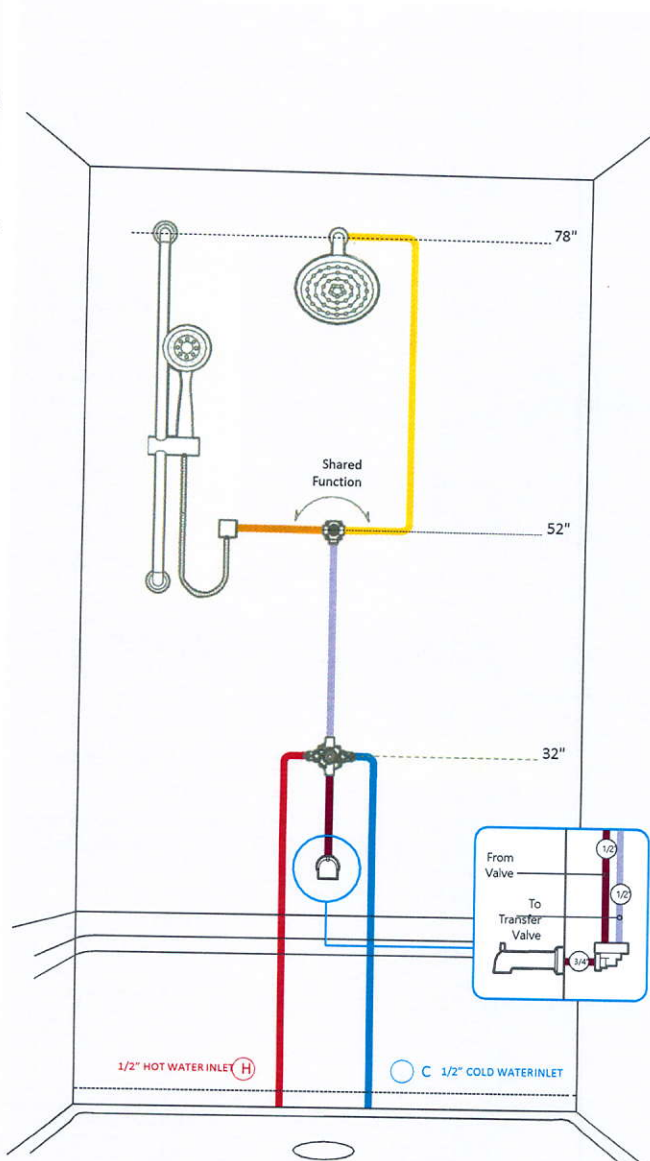 78"
Shared
Function
52"
32"
From
Valve
1/2"
1/2"
To
Transfer
Valve
3/4"
1/2" HOT WATER INLET H
C 1/2" COLD WATERINLET